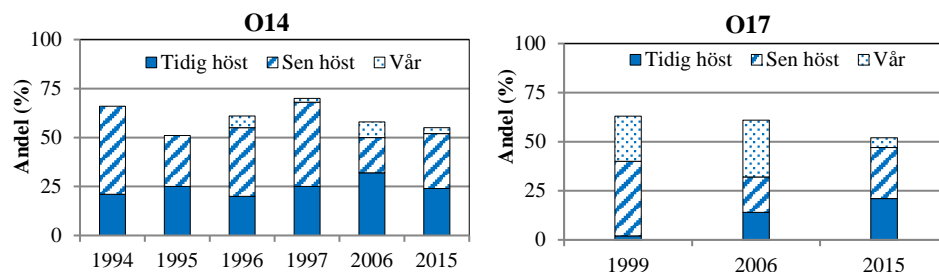 O14
100
75
50
25
0
Andel (%)
Tidig höst Sen höst Vår
1994 1995 1996 1997 2006 2015
O17
100
75
50
25
0
Andel (%)
Tidig höst Sen höst Vår
1999 2006 2015